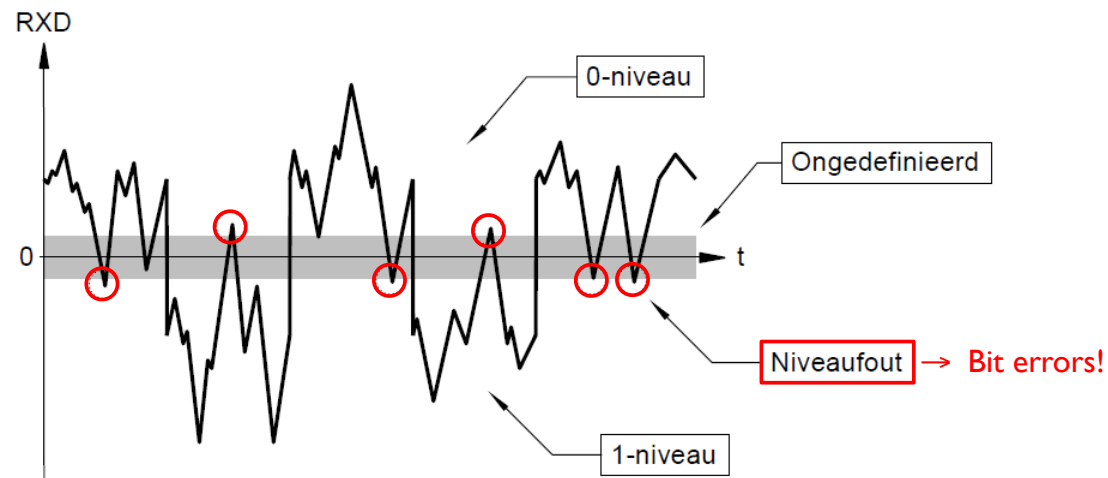 RXD
0-niveau
Ongedefinieerd
0
t
Niveaufout → Bit errors!
1-niveau